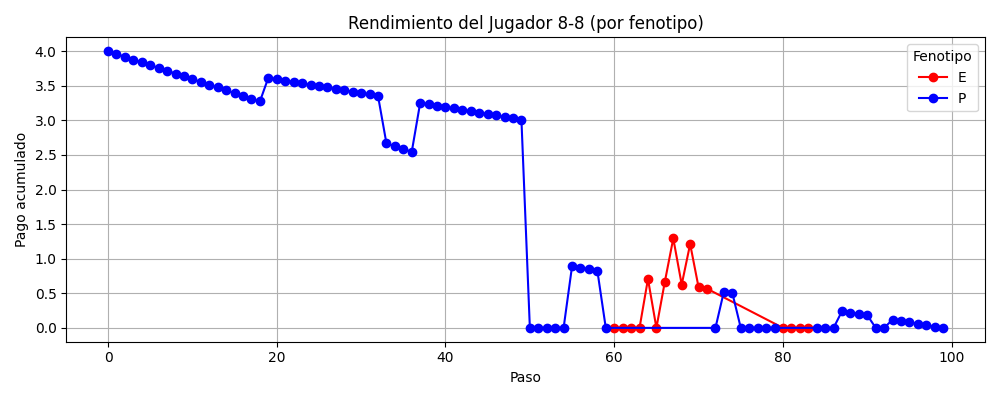 Rendimiento del Jugador 8-8 (por fenotipo)
Pago acumulado
4.0
3.5
3.0
2.5
2.0
1.5
1.0
0.5
0.0
Fenotipo
E
P
0 20 40 60 80 100
Paso